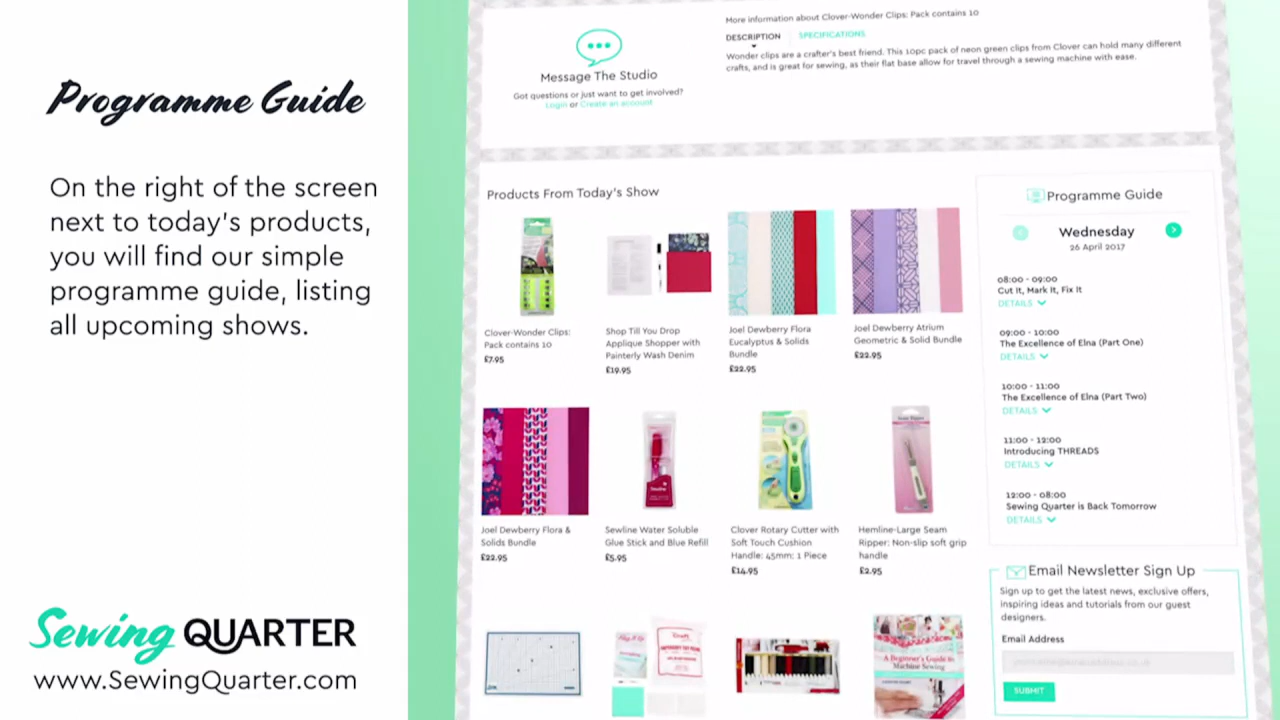 Programme Guide
On the right of the screen
next to today's products,
you will find our simple
programme guide, listing
all upcoming shows.
Sewing QUARTER
www.SewingQuarter.com
Message The Studio
Got questions or just want to get involved?
Login or Create an account
More information about Clover-Wonder Clips: Pack contains 10
DESCRIPTION
SPECIFICATIONS
Wonder clips are a crafter's best friend. This 10pc pack of neon green clips from Clover can hold many different
crafts, and is great for sewing, as their flat base allow for travel through a sewing machine with ease.
Products From Today's Show
Clover-Wonder Clips:
Pack contains 10
£7.95
Shop Till You Drop
Applique Shopper with
Painterly Wash Denim
£19.95
Joel Dewberry Flora
Eucalyptus & Solids
Bundle
£22.95
Joel Dewberry Atrium
Geometric & Solid Bundle
£22.95
Joel Dewberry Flora &
Solids Bundle
£22.95
Sewline Water Soluble
Glue Stick and Blue Refill
£5.95
Clover Rotary Cutter with
Soft Touch Cushion
Handle: 45mm: 1 Piece
£14.95
Hemline-Large Seam
Ripper: Non-slip soft grip
handle
£2.95
A Beginner's Guide to
Machine Sewing
Programme Guide
Wednesday
26 April 2017
08:00 - 09:00
Cut It, Mark It, Fix It
DETAILS
09:00 - 10:00
The Excellence of Elna (Part One)
DETAILS
10:00 - 11:00
The Excellence of Elna (Part Two)
DETAILS
11:00 - 12:00
Introducing THREADS
DETAILS
12:00 - 08:00
Sewing Quarter is Back Tomorrow
DETAILS
Email Newsletter Sign Up
Sign up to get the latest news, exclusive offers,
inspiring ideas and tutorials from our guest
designers.
Email Address
SUBMIT